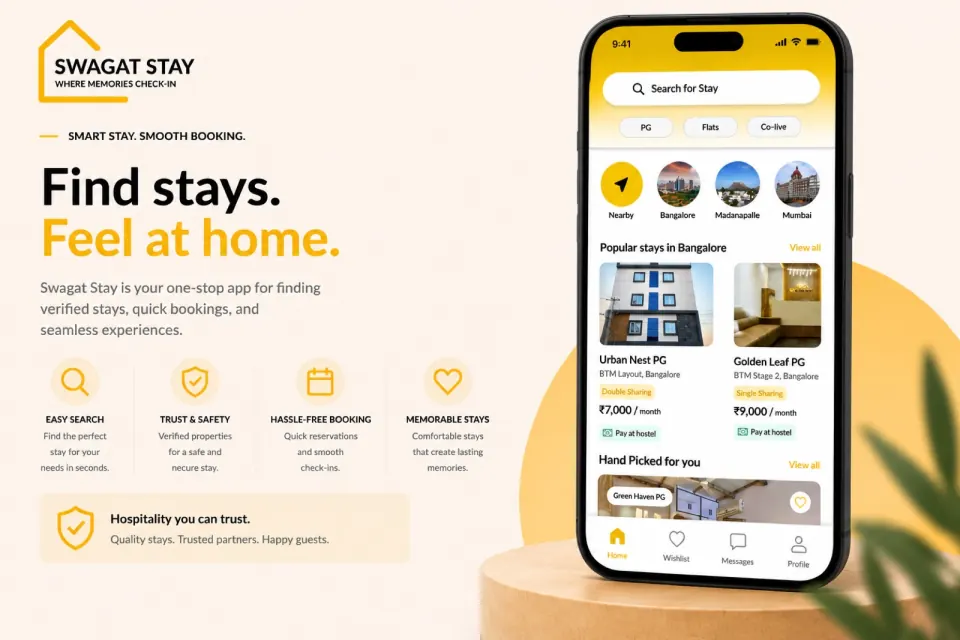 SWAGAT STAY
WHERE MEMORIES CHECK-IN
SMART STAY. SMOOTH BOOKING.
Find stays.
Feel at home.
Swagat Stay is your one-stop app for finding
verified stays, quick bookings, and
seamless experiences.
EASY SEARCH
Find the perfect
stay for your
needs in seconds.
TRUST & SAFETY
Verified properties
for a safe and
necure stay.
HASSLE-FREE BOOKING
Quick reservations
and smooth
check-ins.
MEMORABLE STAYS
Comfortable stays
that create lasting
memories.
Hospitality you can trust.
Quality stays. Trusted partners. Happy guests.
9:41
Search for Stay
PG
Flats
Co-live
Nearby
Bangalore
Madanapalle
Mumbai
Popular stays in Bangalore
View all
Urban Nest PG
BTM Layout, Bangalore
Double Sharing
₹7,000 / month
Pay at hostel
Golden Leaf PG
BTM Stage 2, Bangalore
Single Sharing
₹9,000 / month
Pay at hostel
Hand Picked for you
View all
Green Haven PG
Home
Wishlist
Messages
Profile